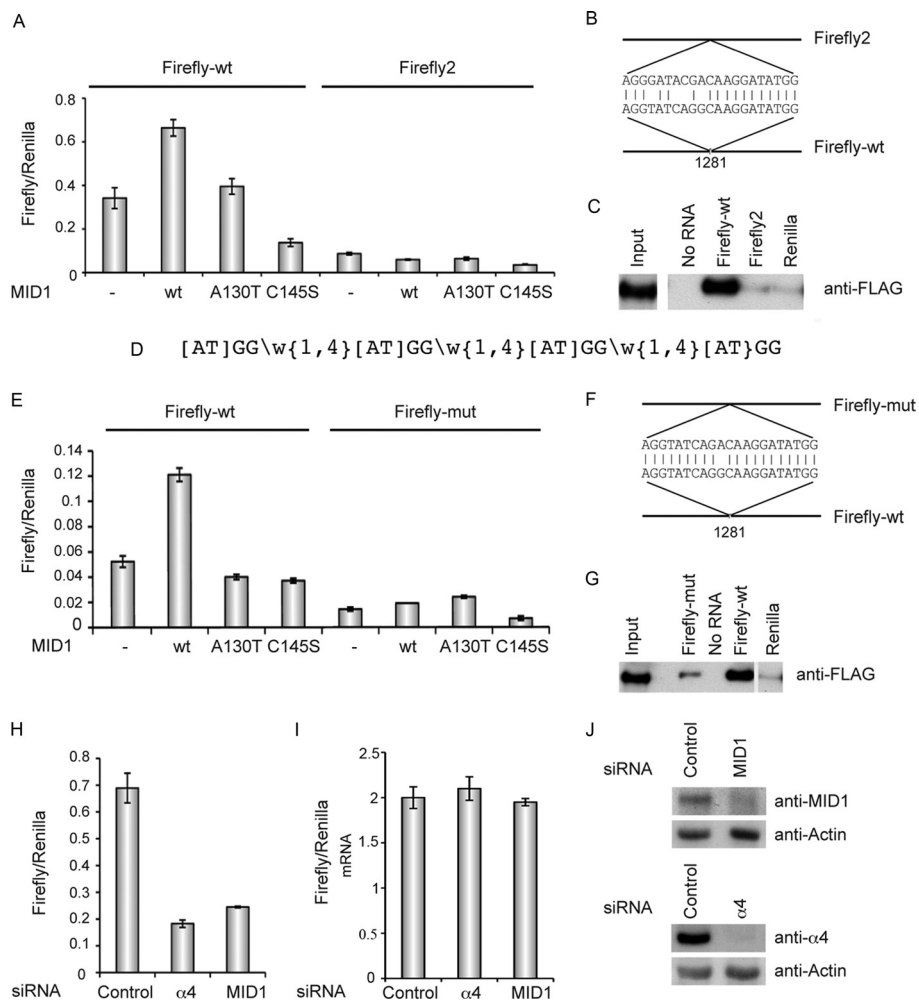 A
Firefly-wt Firefly2
Firefly/Renilla
0.8
0.6
0.4
0.2
0
MID1 - wt A130T C145S - wt A130T C145S
B
Firefly2
AGGGATACGACAAGGATATGG
AGGTATCAGGCAAGGATATGG
1281
Firefly-wt
C
Input
No RNA
Firefly-wt
Firefly2
Renilla
anti-FLAG
D [AT]GG\w{1,4}[AT]GG\w{1,4}[AT]GG\w{1,4}[AT}GG
E
Firefly-wt Firefly-mut
Firefly/Renilla
0.14
0.12
0.1
0.08
0.06
0.04
0.02
0
MID1 - wt A130T C145S - wt A130T C145S
F
Firefly-mut
AGGTATCAGACAAGGATATGG
AGGTATCAGGCAAGGATATGG
1281
Firefly-wt
G
Input
Firefly-mut
No RNA
Firefly-wt
Renilla
anti-FLAG
H
Firefly/Renilla
0.8
0.7
0.6
0.5
0.4
0.3
0.2
0.1
0
siRNA Control α4 MID1
I
Firefly/Renilla
mRNA
2.5
2
1.5
1
0.5
0
siRNA Control α4 MID1
J
siRNA Control MID1
anti-MID1
anti-Actin
siRNA Control α4
anti-α4
anti-Actin